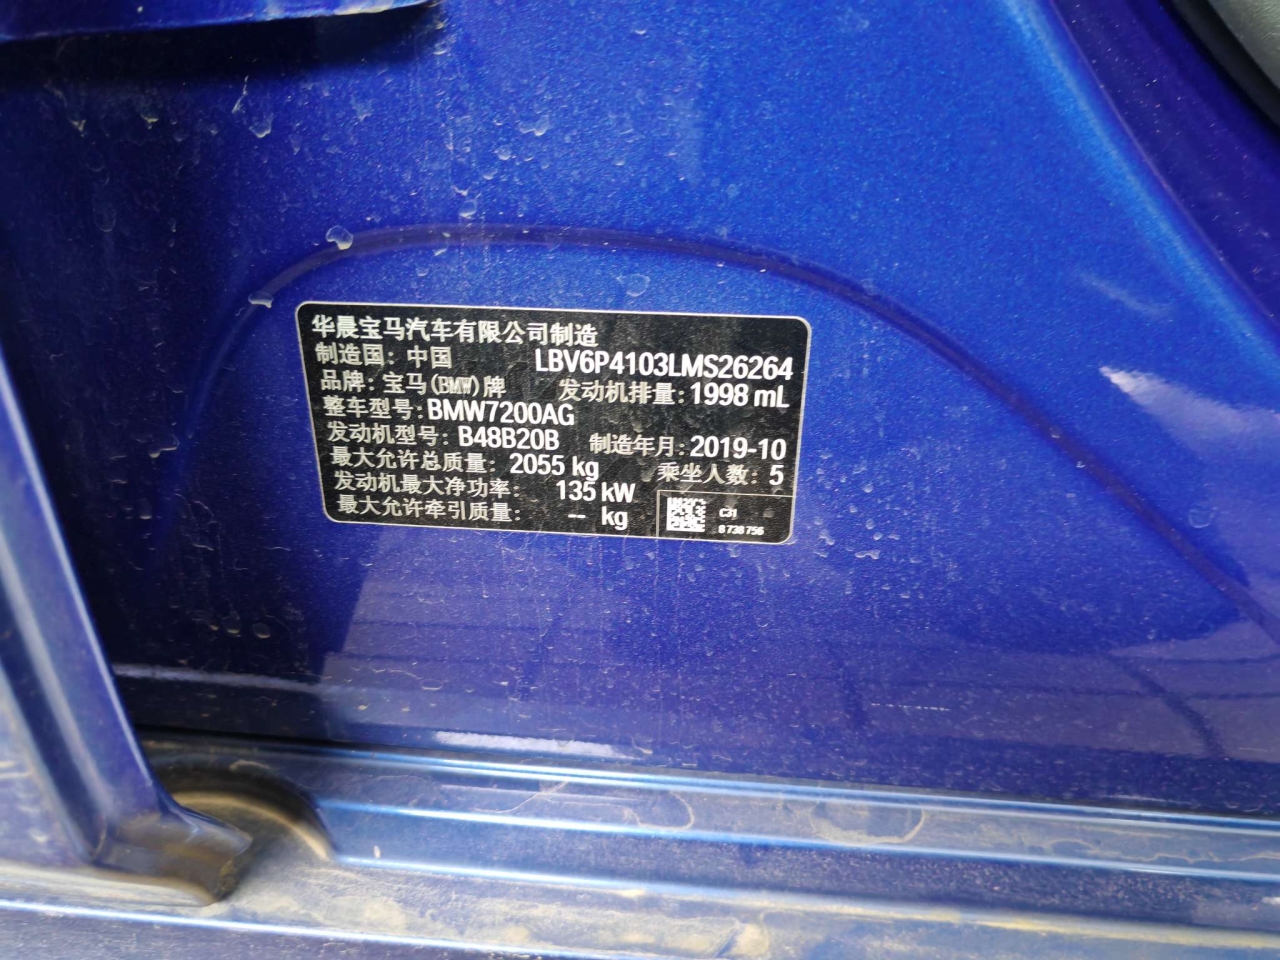 华晨宝马汽车有限公司制造
制造国：中国 LBV6P4103LMS26264
品牌：宝马(BMW)牌 发动机排量：1998 mL
整车型号：BMW7200AG
发动机型号：B48B20B 制造年月：2019-10
最大允许总质量：2055 kg 乘坐人数：5
发动机最大净功率：135 kW
最大允许牵引质量：-- kg
C31
8 738 756